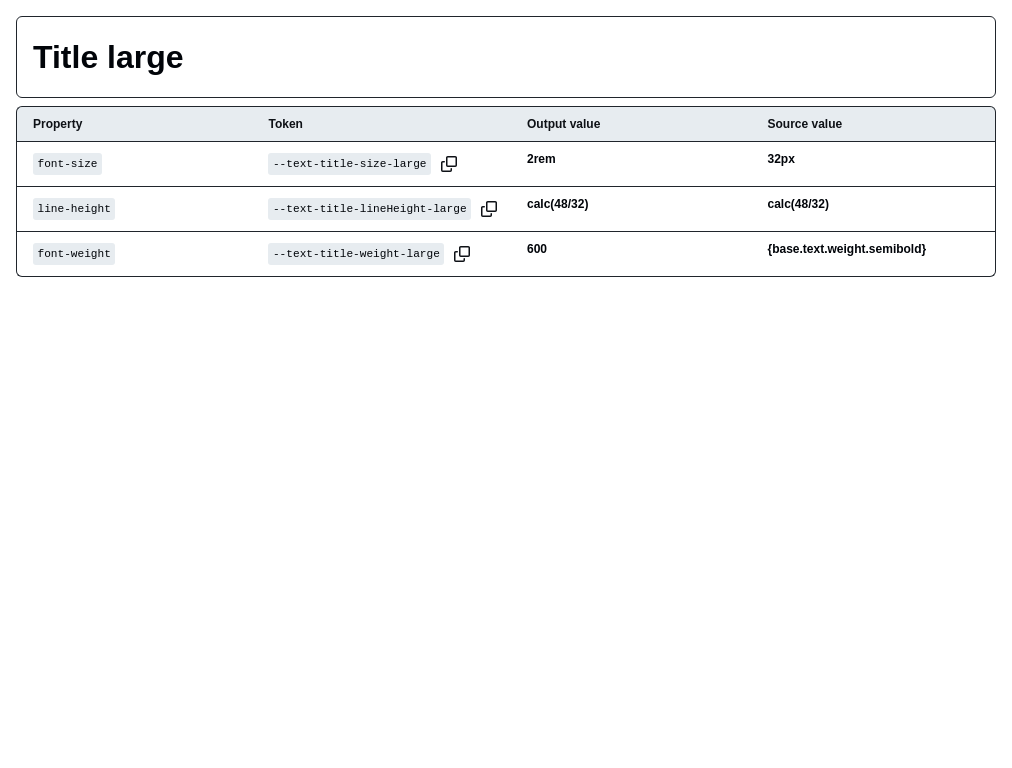 Title large
Property Token Output value Source value
font-size --text-title-size-large 2rem 32px
line-height --text-title-lineHeight-large calc(48/32) calc(48/32)
font-weight --text-title-weight-large 600 {base.text.weight.semibold}